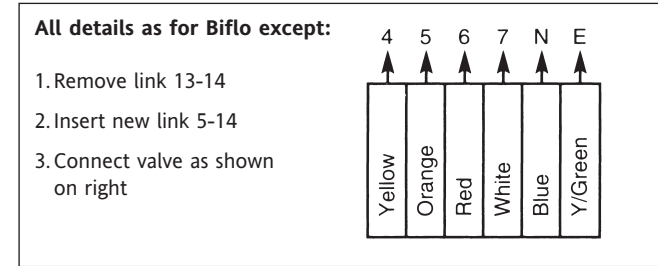 All details as for Biflo except:
1. Remove link 13-14
2. Insert new link 5-14
3. Connect valve as shown
on right
4 5 6 7 N E
Yellow
Orange
Red
White
Blue
Y/Green